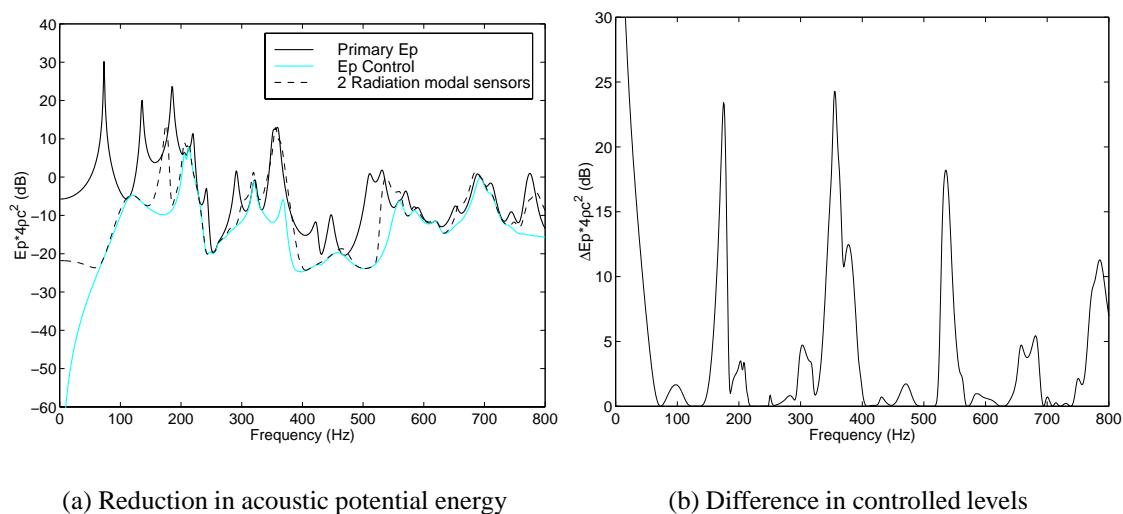 40
30
20
10
0
−10
−20
−30
−40
−50
−60
Ep*4ρc² (dB)
Primary Ep
Ep Control
2 Radiation modal sensors
0 100 200 300 400 500 600 700 800
Frequency (Hz)
(a) Reduction in acoustic potential energy
30
25
20
15
10
5
0
ΔEp*4ρc² (dB)
0 100 200 300 400 500 600 700 800
Frequency (Hz)
(b) Difference in controlled levels